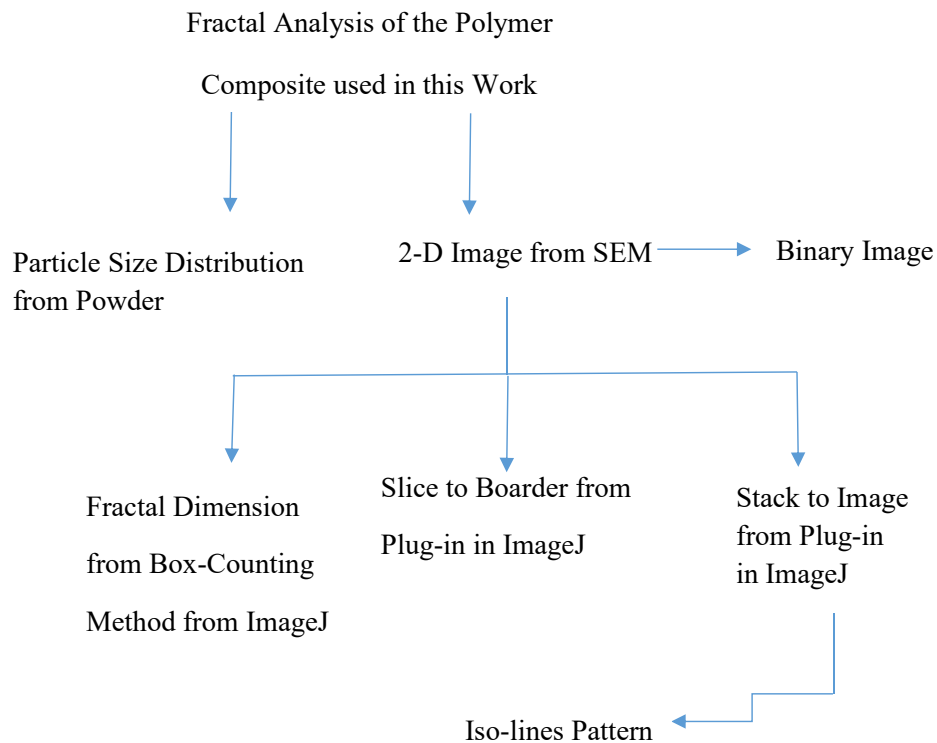 Fractal Analysis of the Polymer
Composite used in this Work
Particle Size Distribution
from Powder
2-D Image from SEM
Binary Image
Fractal Dimension
from Box-Counting
Method from ImageJ
Slice to Boarder from
Plug-in in ImageJ
Stack to Image
from Plug-in
in ImageJ
Iso-lines Pattern